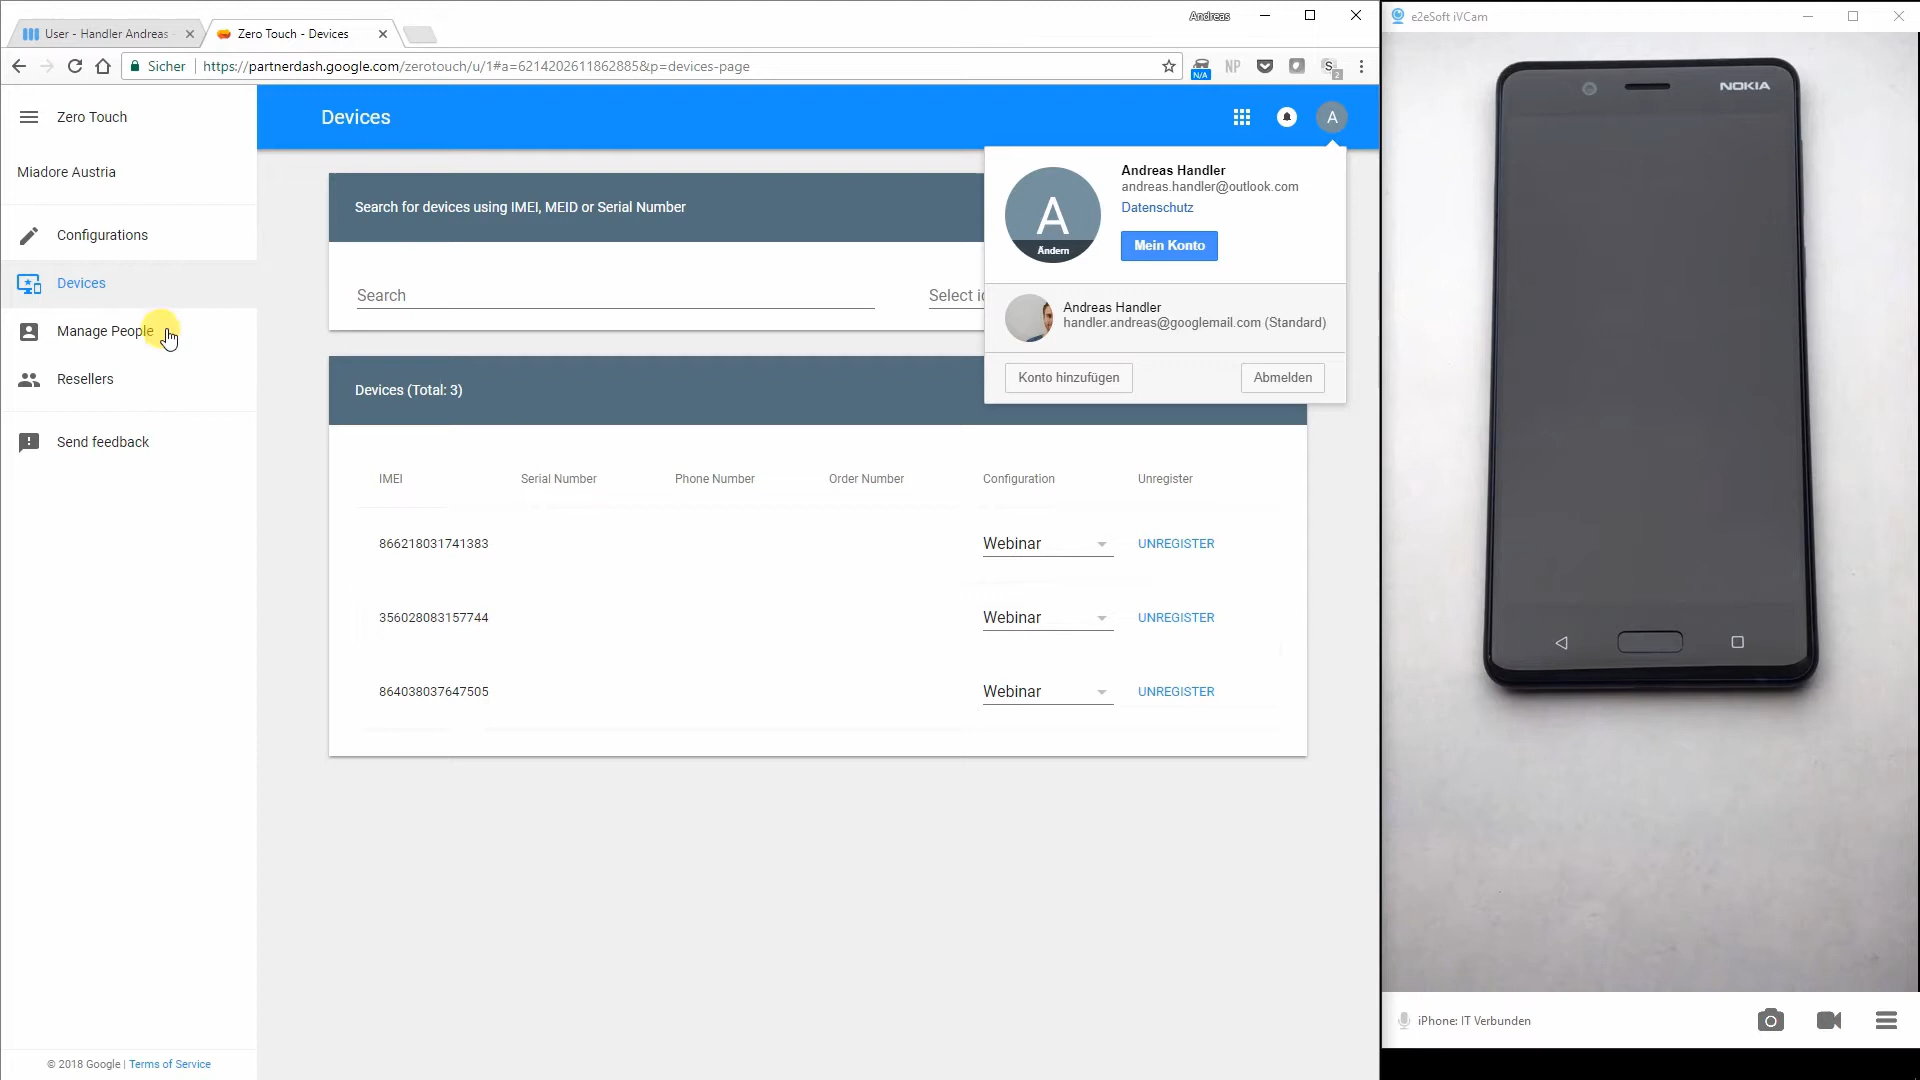 User - Handler Andreas
Zero Touch - Devices
Andreas
Sicher
https://partnerdash.google.com/zerotouch/u/1#a=6214202611862885&p=devices-page
N/A
NP
S
2
Zero Touch
Miadore Austria
Configurations
Devices
Manage People
Resellers
Send feedback
© 2018 Google | Terms of Service
Devices
A
Search for devices using IMEI, MEID or Serial Number
Search
A
Ändern
Andreas Handler
andreas.handler@outlook.com
Datenschutz
Mein Konto
Andreas Handler
handler.andreas@googlemail.com (Standard)
Konto hinzufügen
Abmelden
Devices (Total: 3)
IMEI Serial Number Phone Number Order Number Configuration Unregister
866218031741383 Webinar UNREGISTER
356028083157744 Webinar UNREGISTER
864038037647505 Webinar UNREGISTER
e2eSoft iVCam
NOKIA
iPhone: IT Verbunden